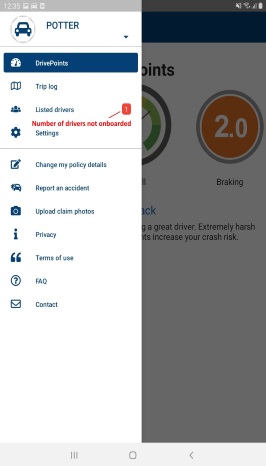 12:35
POTTER
DrivePoints
Trip log
Listed drivers 1
Number of drivers not onboarded
Settings
Change my policy details
Report an accident
Upload claim photos
Privacy
Terms of use
FAQ
Contact
oints
2.0
ll Braking
ack
g a great driver. Extremely harsh
nts increase your crash risk.